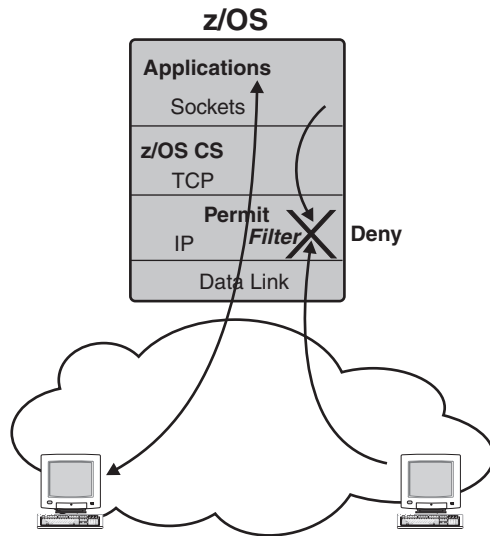 z/OS
Applications
Sockets
z/OS CS
TCP
Permit
Filter
Deny
IP
Data Link